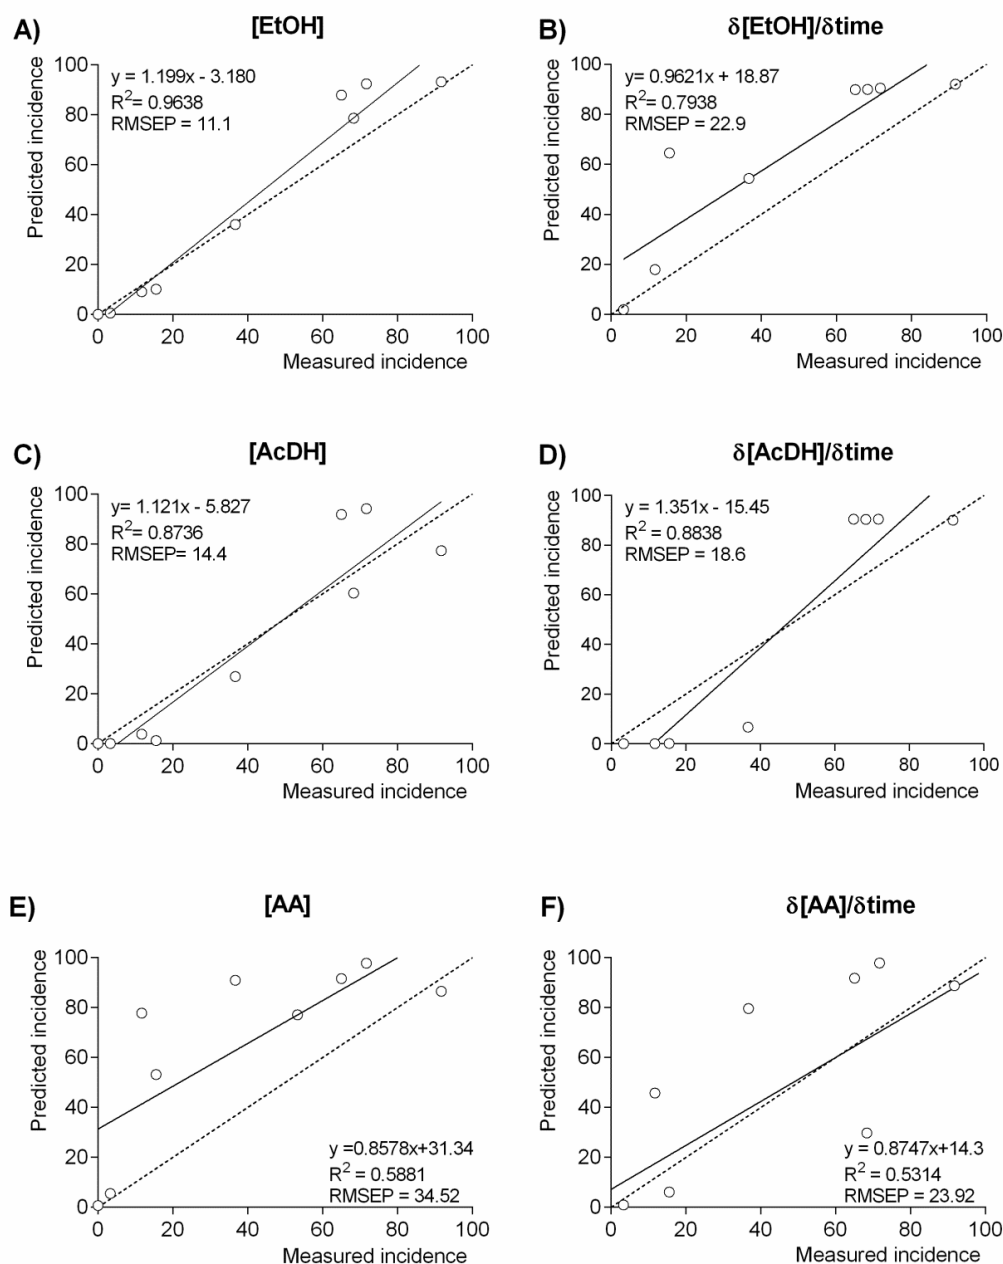 A)
[EtOH]
y = 1.199x - 3.180
R²= 0.9638
RMSEP = 11.1
Predicted incidence
100
80
60
40
20
0
0 20 40 60 80 100
Measured incidence
B)
δ[EtOH]/δtime
y= 0.9621x + 18.87
R²= 0.7938
RMSEP = 22.9
Predicted incidence
100
80
60
40
20
0
0 20 40 60 80 100
Measured incidence
C)
[AcDH]
y= 1.121x - 5.827
R²= 0.8736
RMSEP= 14.4
Predicted incidence
100
80
60
40
20
0
0 20 40 60 80 100
Measured incidence
D)
δ[AcDH]/δtime
y = 1.351x - 15.45
R² = 0.8838
RMSEP = 18.6
Predicted incidence
100
80
60
40
20
0
0 20 40 60 80 100
Measured incidence
E)
[AA]
Predicted incidence
100
80
60
40
20
0
y =0.8578x+31.34
R² = 0.5881
RMSEP = 34.52
0 20 40 60 80 100
Measured incidence
F)
δ[AA]/δtime
Predicted incidence
100
80
60
40
20
0
y = 0.8747x+14.3
R² = 0.5314
RMSEP = 23.92
0 20 40 60 80 100
Measured incidence